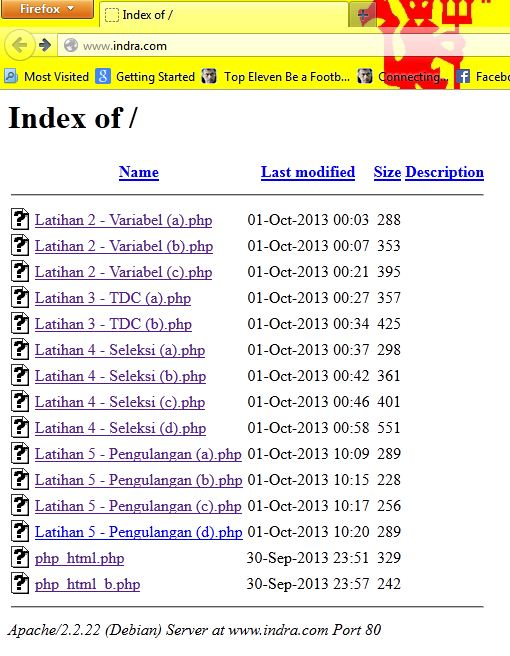 Firefox
Index of /
www.indra.com
Most Visited Getting Started Top Eleven Be a Footb... Connecting... Facebo
Index of /
Name Last modified Size Description
Latihan 2 - Variabel (a).php 01-Oct-2013 00:03 288
Latihan 2 - Variabel (b).php 01-Oct-2013 00:07 353
Latihan 2 - Variabel (c).php 01-Oct-2013 00:21 395
Latihan 3 - TDC (a).php 01-Oct-2013 00:27 357
Latihan 3 - TDC (b).php 01-Oct-2013 00:34 425
Latihan 4 - Seleksi (a).php 01-Oct-2013 00:37 298
Latihan 4 - Seleksi (b).php 01-Oct-2013 00:42 361
Latihan 4 - Seleksi (c).php 01-Oct-2013 00:46 401
Latihan 4 - Seleksi (d).php 01-Oct-2013 00:58 551
Latihan 5 - Pengulangan (a).php 01-Oct-2013 10:09 289
Latihan 5 - Pengulangan (b).php 01-Oct-2013 10:15 228
Latihan 5 - Pengulangan (c).php 01-Oct-2013 10:17 256
Latihan 5 - Pengulangan (d).php 01-Oct-2013 10:20 289
php_html.php 30-Sep-2013 23:51 329
php_html_b.php 30-Sep-2013 23:57 242
Apache/2.2.22 (Debian) Server at www.indra.com Port 80